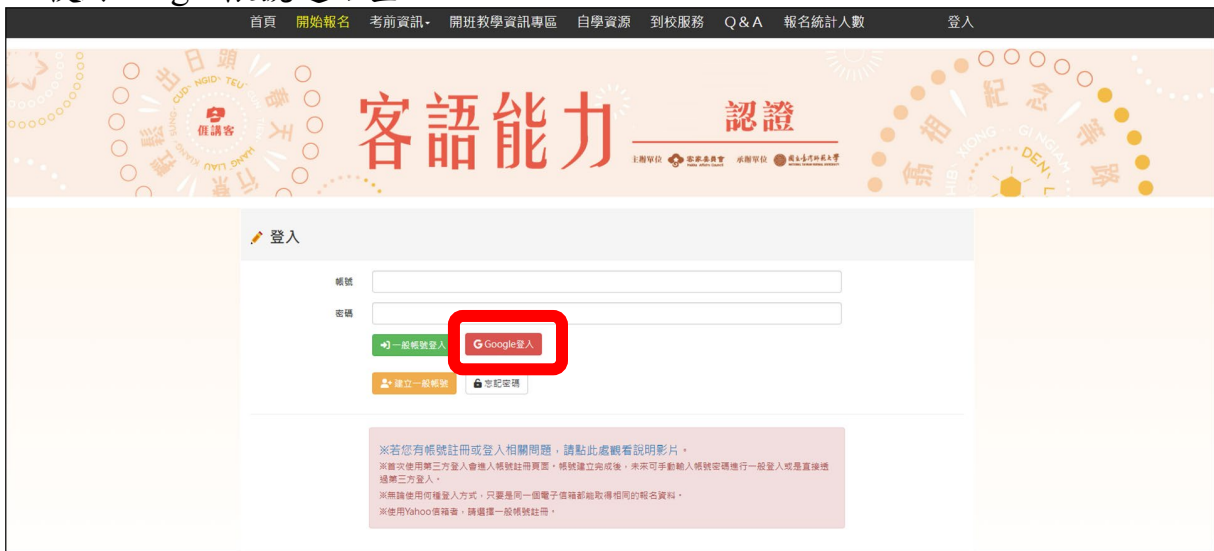 首頁 開始報名 考前資訊 開班教學資訊專區 自學資源 到校服務 Q & A 報名統計人數 登入
客語能力 認證
𠊎講客
主辦單位 客家委員會 承辦單位
登入
帳號
密碼
一般帳號登入 Google登入
建立一般帳號 忘記密碼
※若您有帳號註冊或登入相關問題，請點此處觀看說明影片。
※首次使用第三方登入會進入帳號註冊頁面。帳號建立完成後，未來可手動輸入帳號密碼進行一般登入或是直接透
過第三方登入。
※無論使用何種登入方式，只要是同一個電子信箱都能取得相同的報名資料。
※使用Yahoo信箱者，請選擇一般帳號註冊。